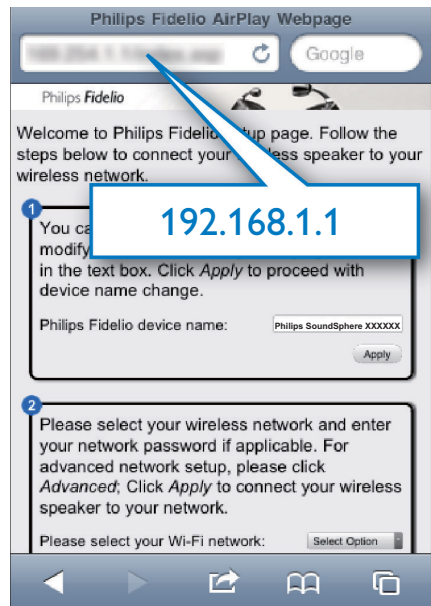 Philips Fidelio AirPlay Webpage
Google
Philips Fidelio
Welcome to Philips Fidelio
up page. Follow the
steps below to connect your
less speaker to your
wireless network.
192.168.1.1
1
You
modify
in the text box. Click Apply to proceed with
device name change.
Philips Fidelio device name:
Philips SoundSphere XXXXXX
Apply
2
Please select your wireless network and enter
your network password if applicable. For
advanced network setup, please click
Advanced; Click Apply to connect your wireless
speaker to your network.
Please select your Wi-Fi network:
Select Option